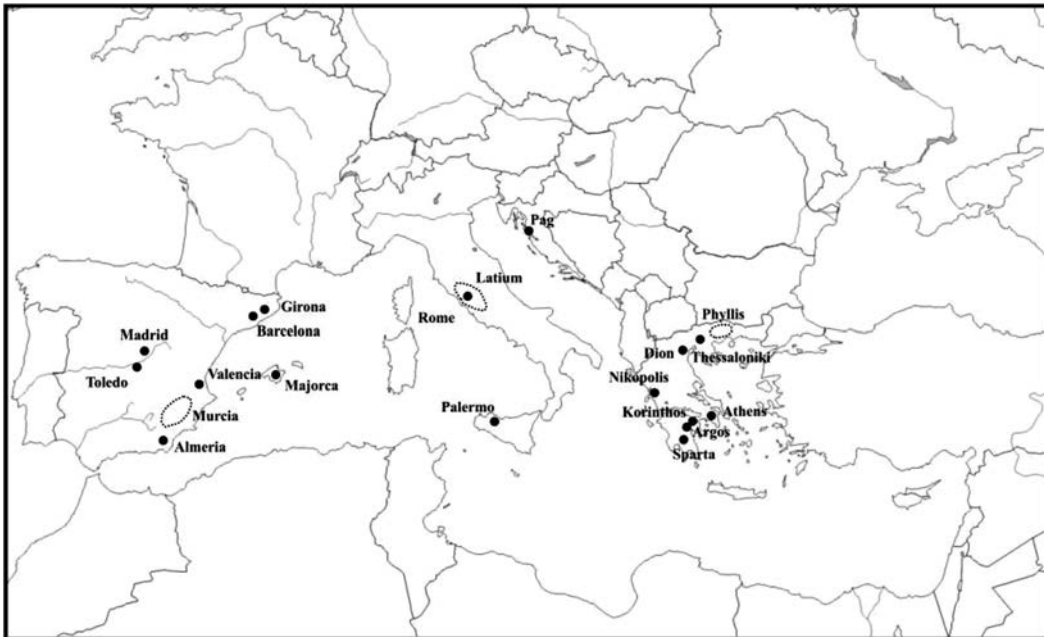 Pag
Latium
Rome
Girona
Barcelona
Madrid
Toledo
Valencia
Majorca
Murcia
Almeria
Palermo
Phyllis
Dion
Thessaloniki
Nikopolis
Korinthos
Athens
Argos
Sparta